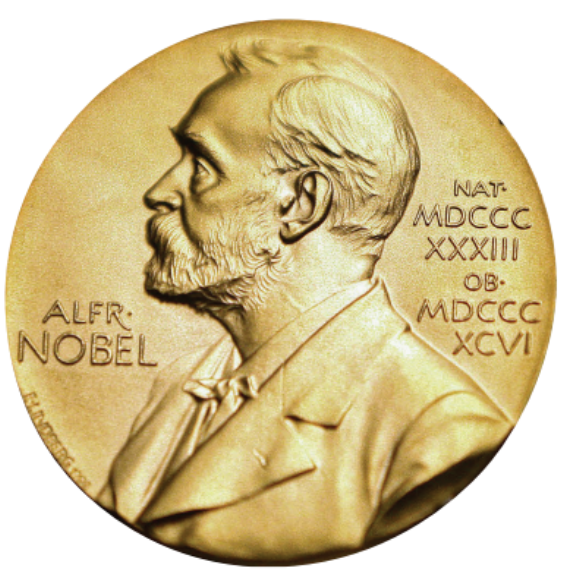 ALFR·
NOBEL
NAT·
MDCCC
XXXIII
OB·
MDCCC
XCVI